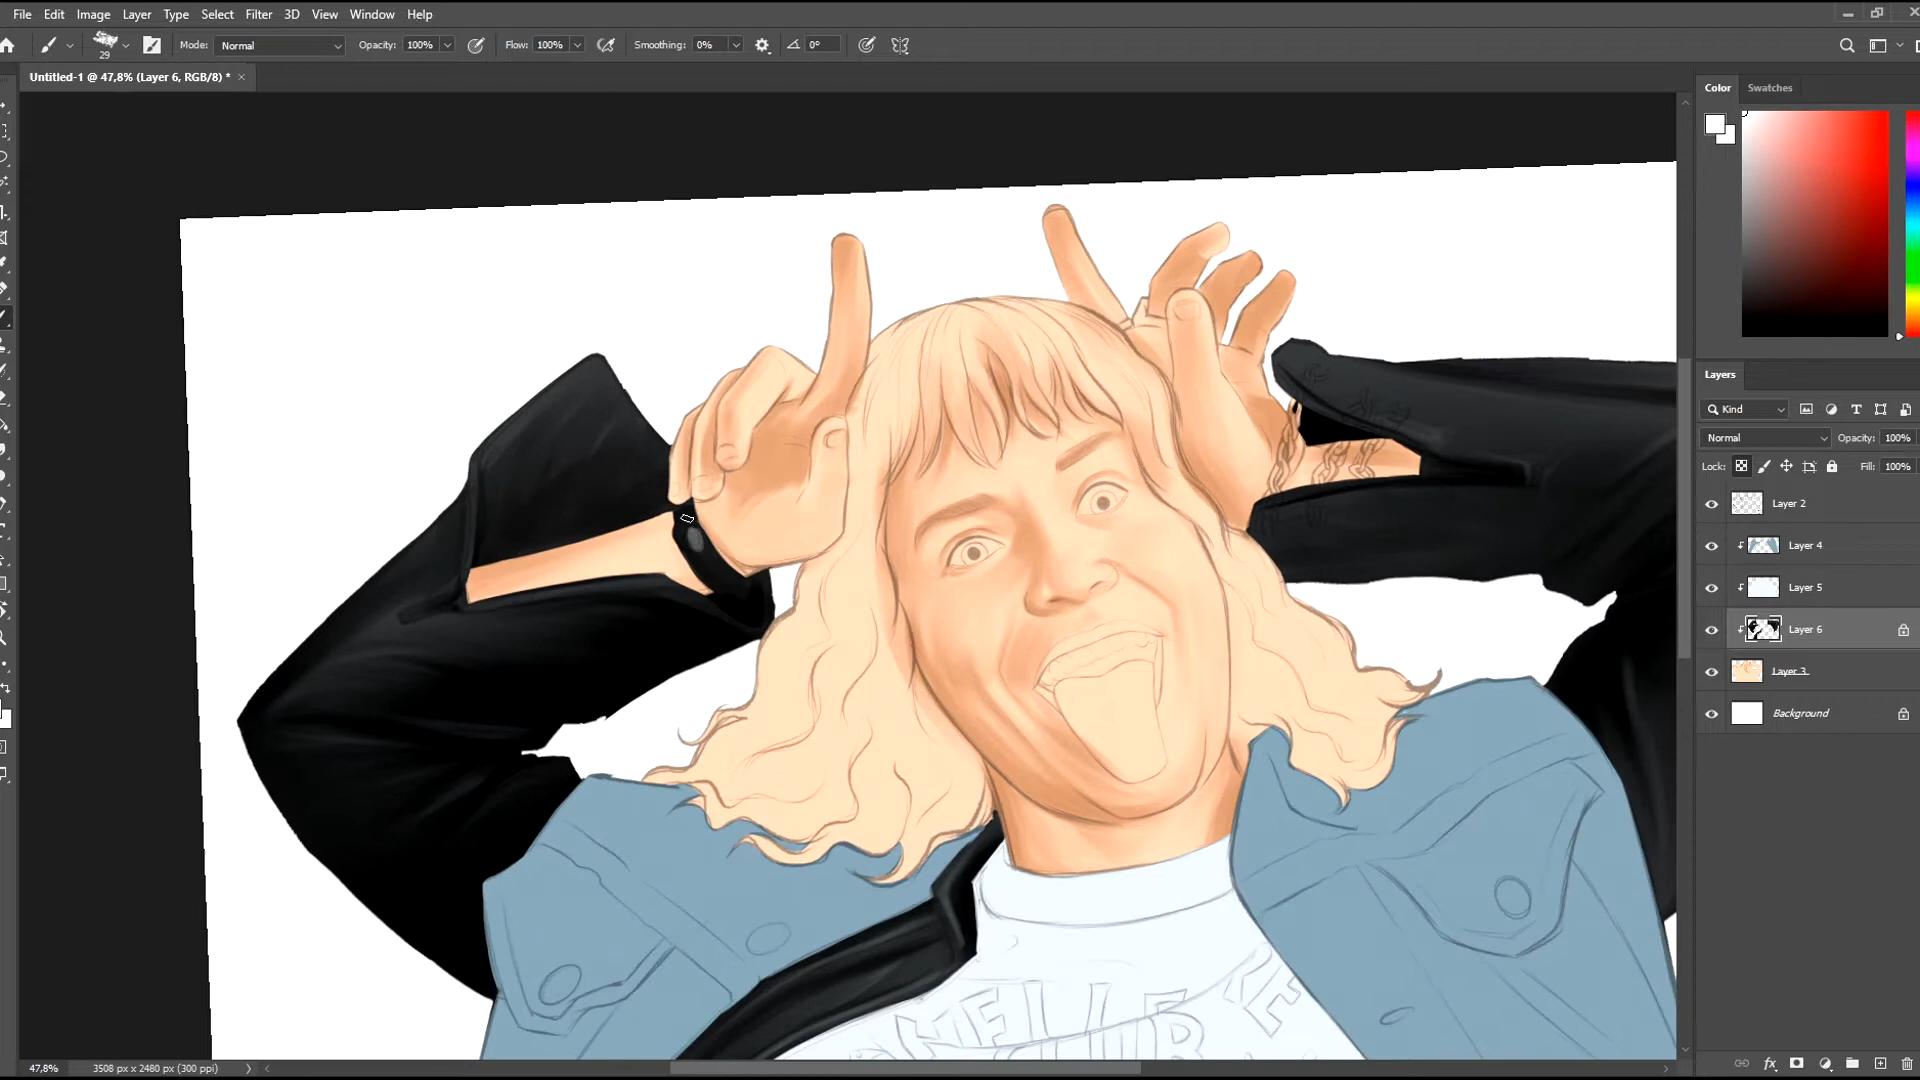 File Edit Image Layer Type Select Filter 3D View Window Help
29 Mode: Normal Opacity: 100% Flow: 100% Smoothing: 0% 0°
Untitled-1 @ 47,8% (Layer 6, RGB/8) * ×
Color Swatches
Layers
Kind
Normal Opacity: 100%
Lock: Fill: 100%
Layer 2
Layer 4
Layer 5
Layer 6
Layer 3
Background
47,8% 3508 px x 2480 px (300 ppi)